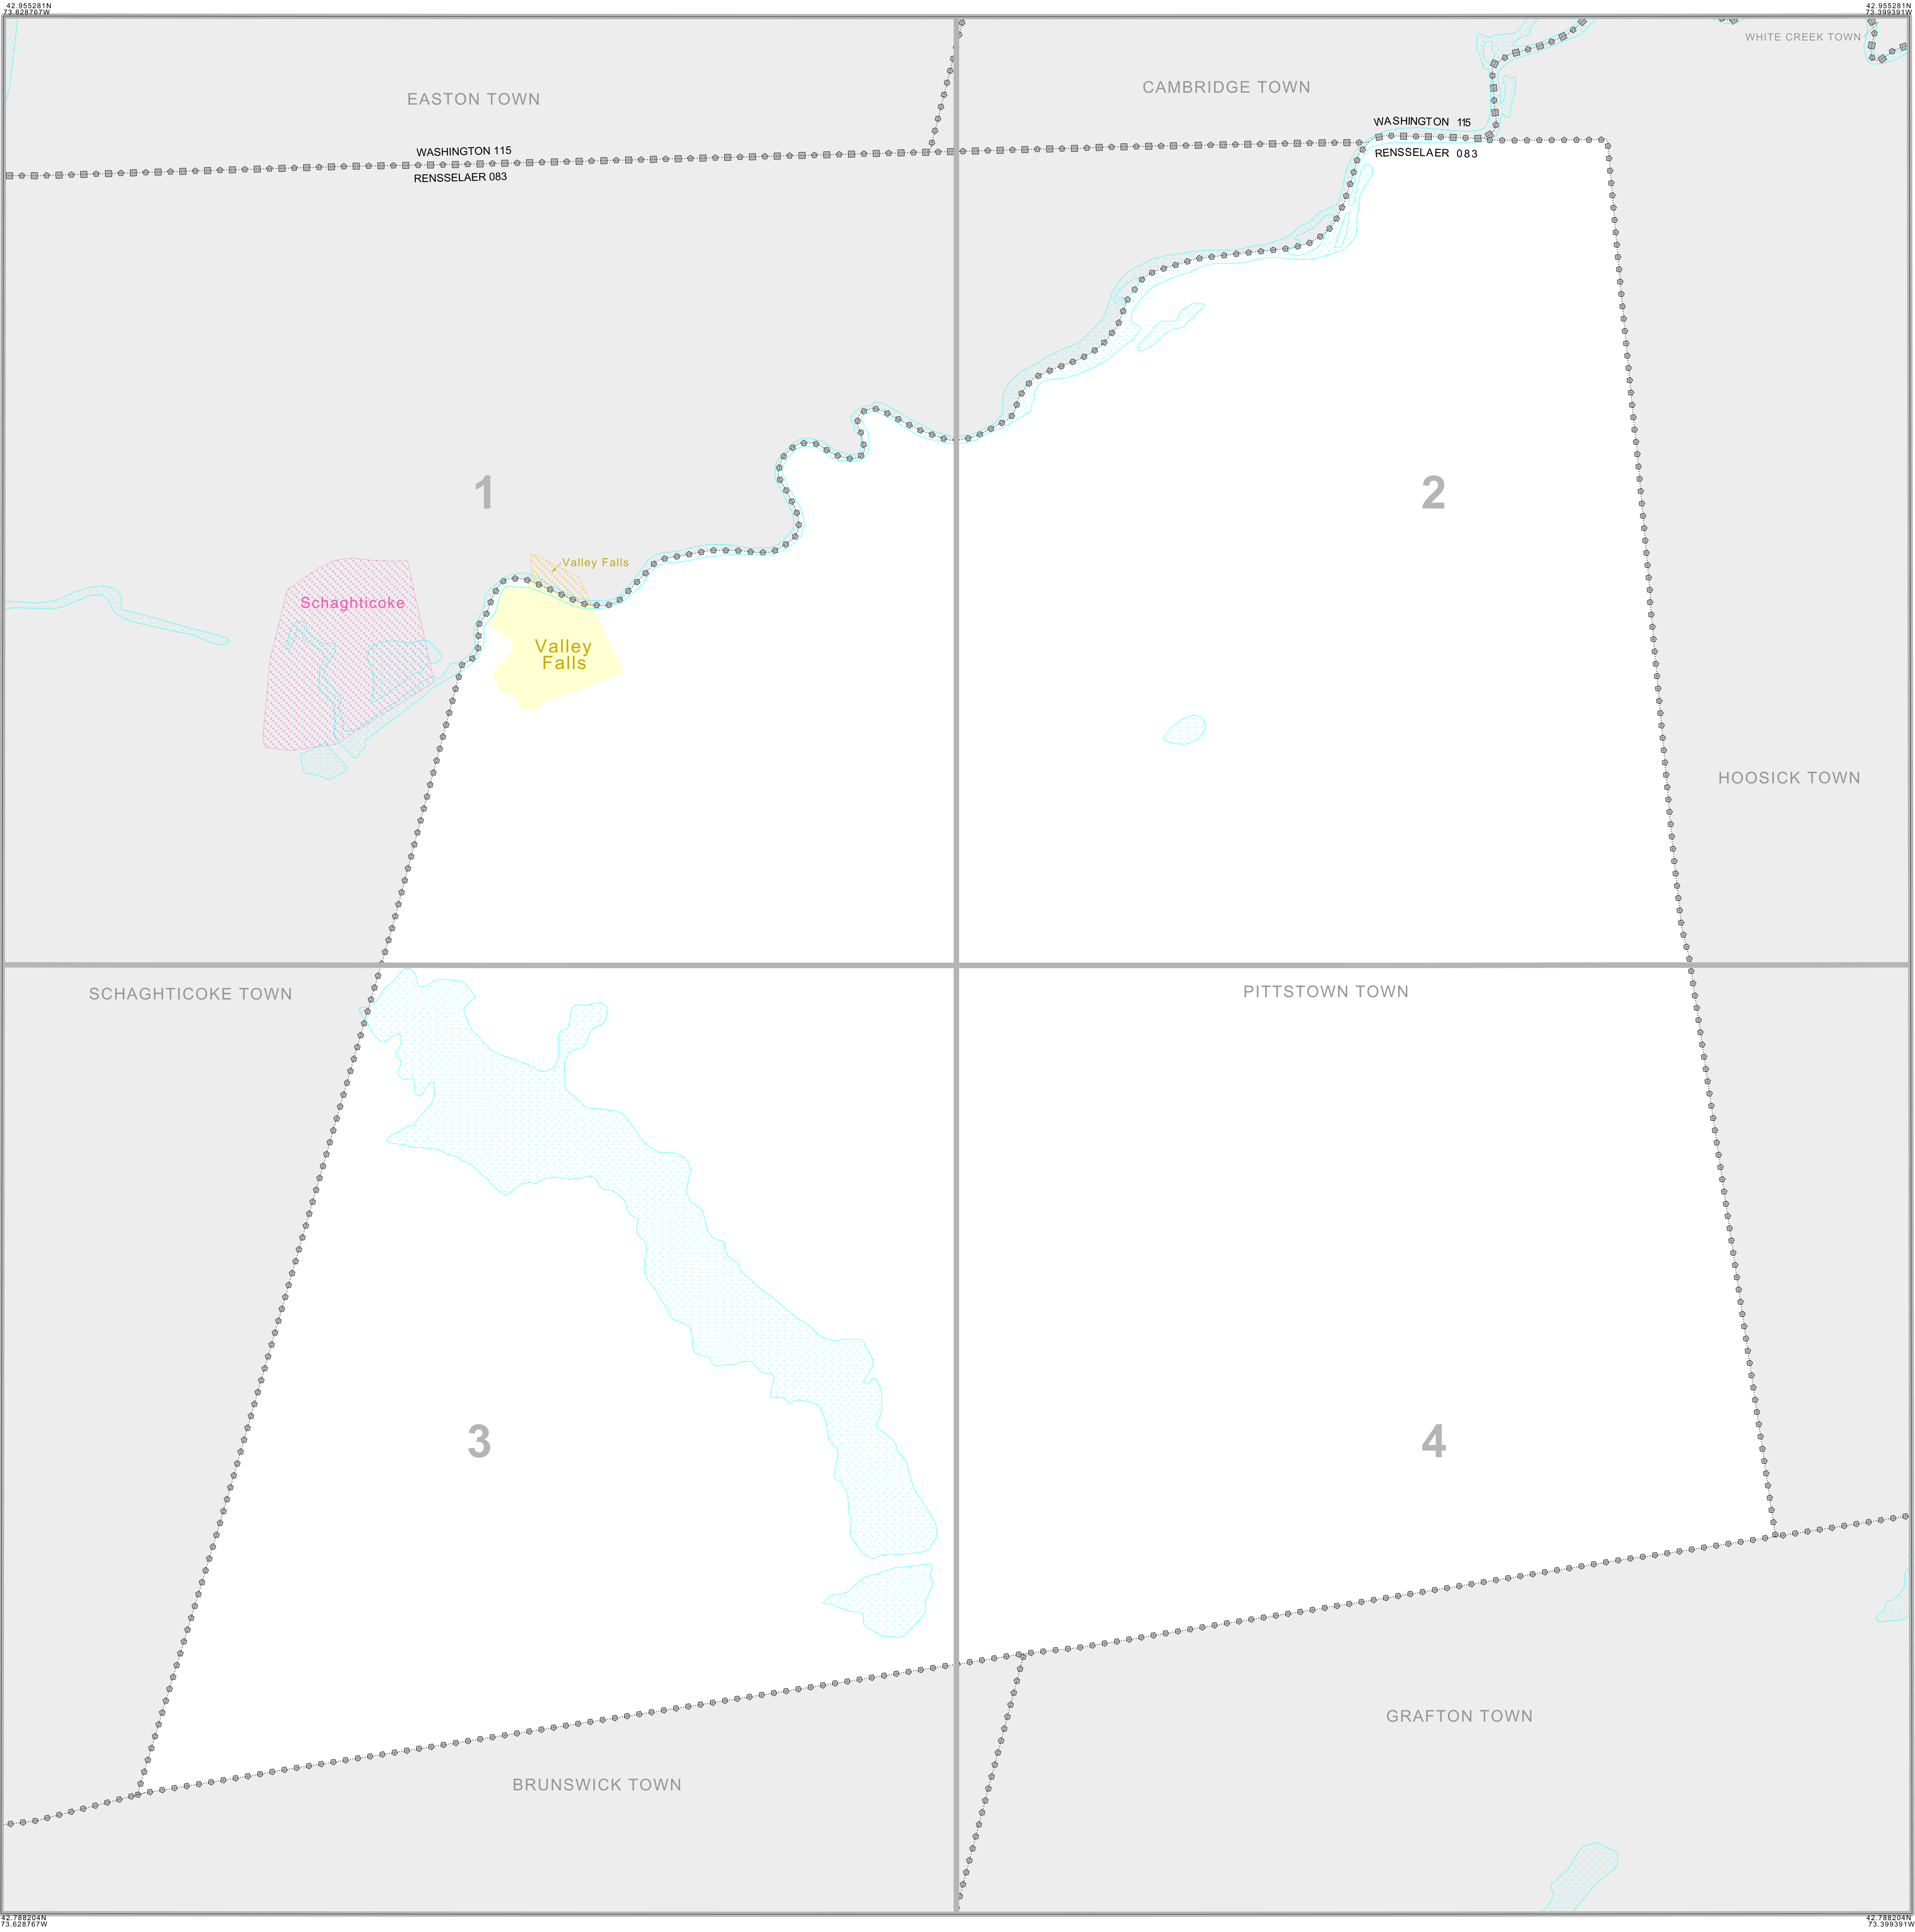 42.955281N
73.628767W
42.955281N
73.399391W
WHITE CREEK TOWN
EASTON TOWN
CAMBRIDGE TOWN
WASHINGTON 115
RENSSELAER 083
WASHINGTON 115
RENSSELAER 083
1
2
Valley Falls
Schaghticoke
Valley
Falls
HOOSICK TOWN
SCHAGHTICOKE TOWN
PITTSTOWN TOWN
3
4
GRAFTON TOWN
BRUNSWICK TOWN
42.788204N
73.628767W
42.788204N
73.399391W